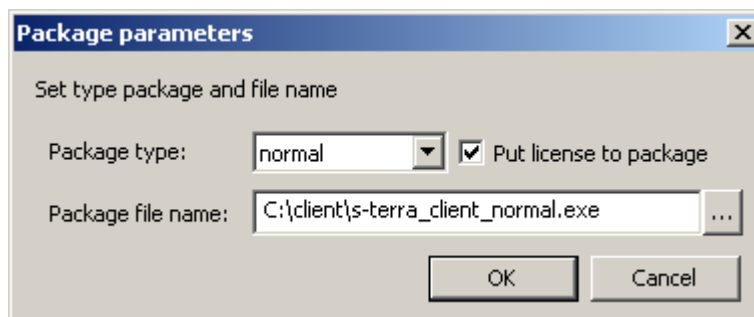 Package parameters
Set type package and file name
Package type: normal Put license to package
Package file name: C:\client\s-terra_client_normal.exe ...
OK Cancel